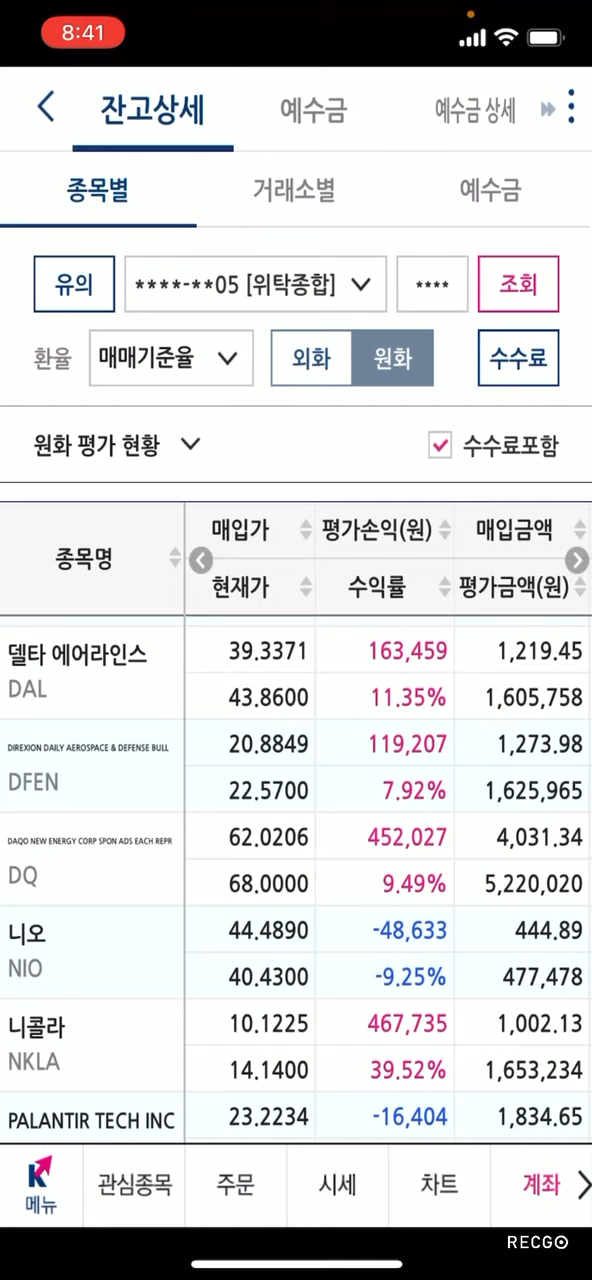 8:41
잔고상세 예수금 예수금 상세
종목별 거래소별 예수금
유의 ****-**05 [위탁종합] **** 조회
환율 매매기준율 외화 원화 수수료
원화 평가 현황 수수료포함
종목명 매입가 평가손익(원) 매입금액
현재가 수익률 평가금액(원)
델타 에어라인스 39.3371 163,459 1,219.45
DAL 43.8600 11.35% 1,605,758
DIREXION DAILY AEROSPACE & DEFENSE BULL 20.8849 119,207 1,273.98
DFEN 22.5700 7.92% 1,625,965
DAQO NEW ENERGY CORP SPON ADS EACH REPR 62.0206 452,027 4,031.34
DQ 68.0000 9.49% 5,220,020
니오 44.4890 -48,633 444.89
NIO 40.4300 -9.25% 477,478
니콜라 10.1225 467,735 1,002.13
NKLA 14.1400 39.52% 1,653,234
PALANTIR TECH INC 23.2234 -16,404 1,834.65
메뉴 관심종목 주문 시세 차트 계좌
RECGO